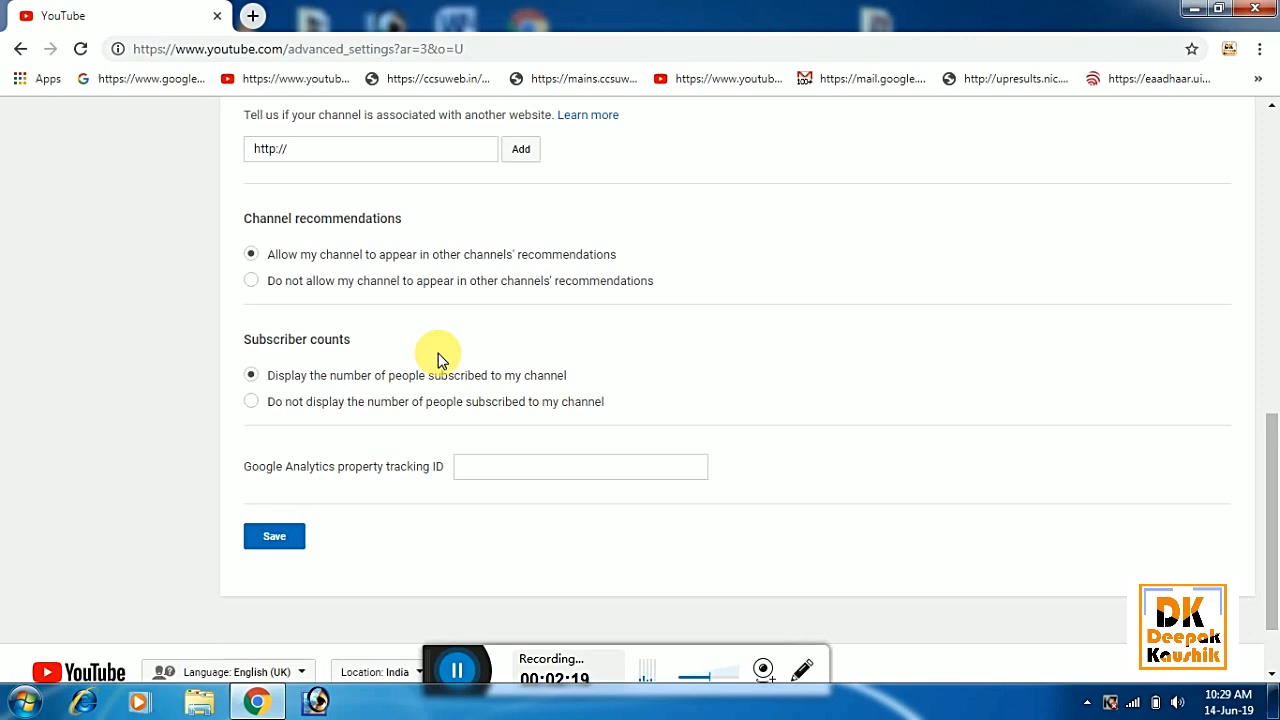 YouTube
https://www.youtube.com/advanced_settings?ar=3&o=U
Apps
https://www.google...
https://www.youtub...
https://ccsuweb.in/...
https://mains.ccsuw...
https://www.youtub...
100+
https://mail.google....
http://upresults.nic....
https://eaadhaar.ui...
»
Tell us if your channel is associated with another website. Learn more
http://
Add
Channel recommendations
Allow my channel to appear in other channels' recommendations
Do not allow my channel to appear in other channels' recommendations
Subscriber counts
Display the number of people subscribed to my channel
Do not display the number of people subscribed to my channel
Google Analytics property tracking ID
Save
DK
Deepak
Kaushik
YouTube
Language: English (UK)
Location: India
Recording...
00:02:19
10:29 AM
14-Jun-19